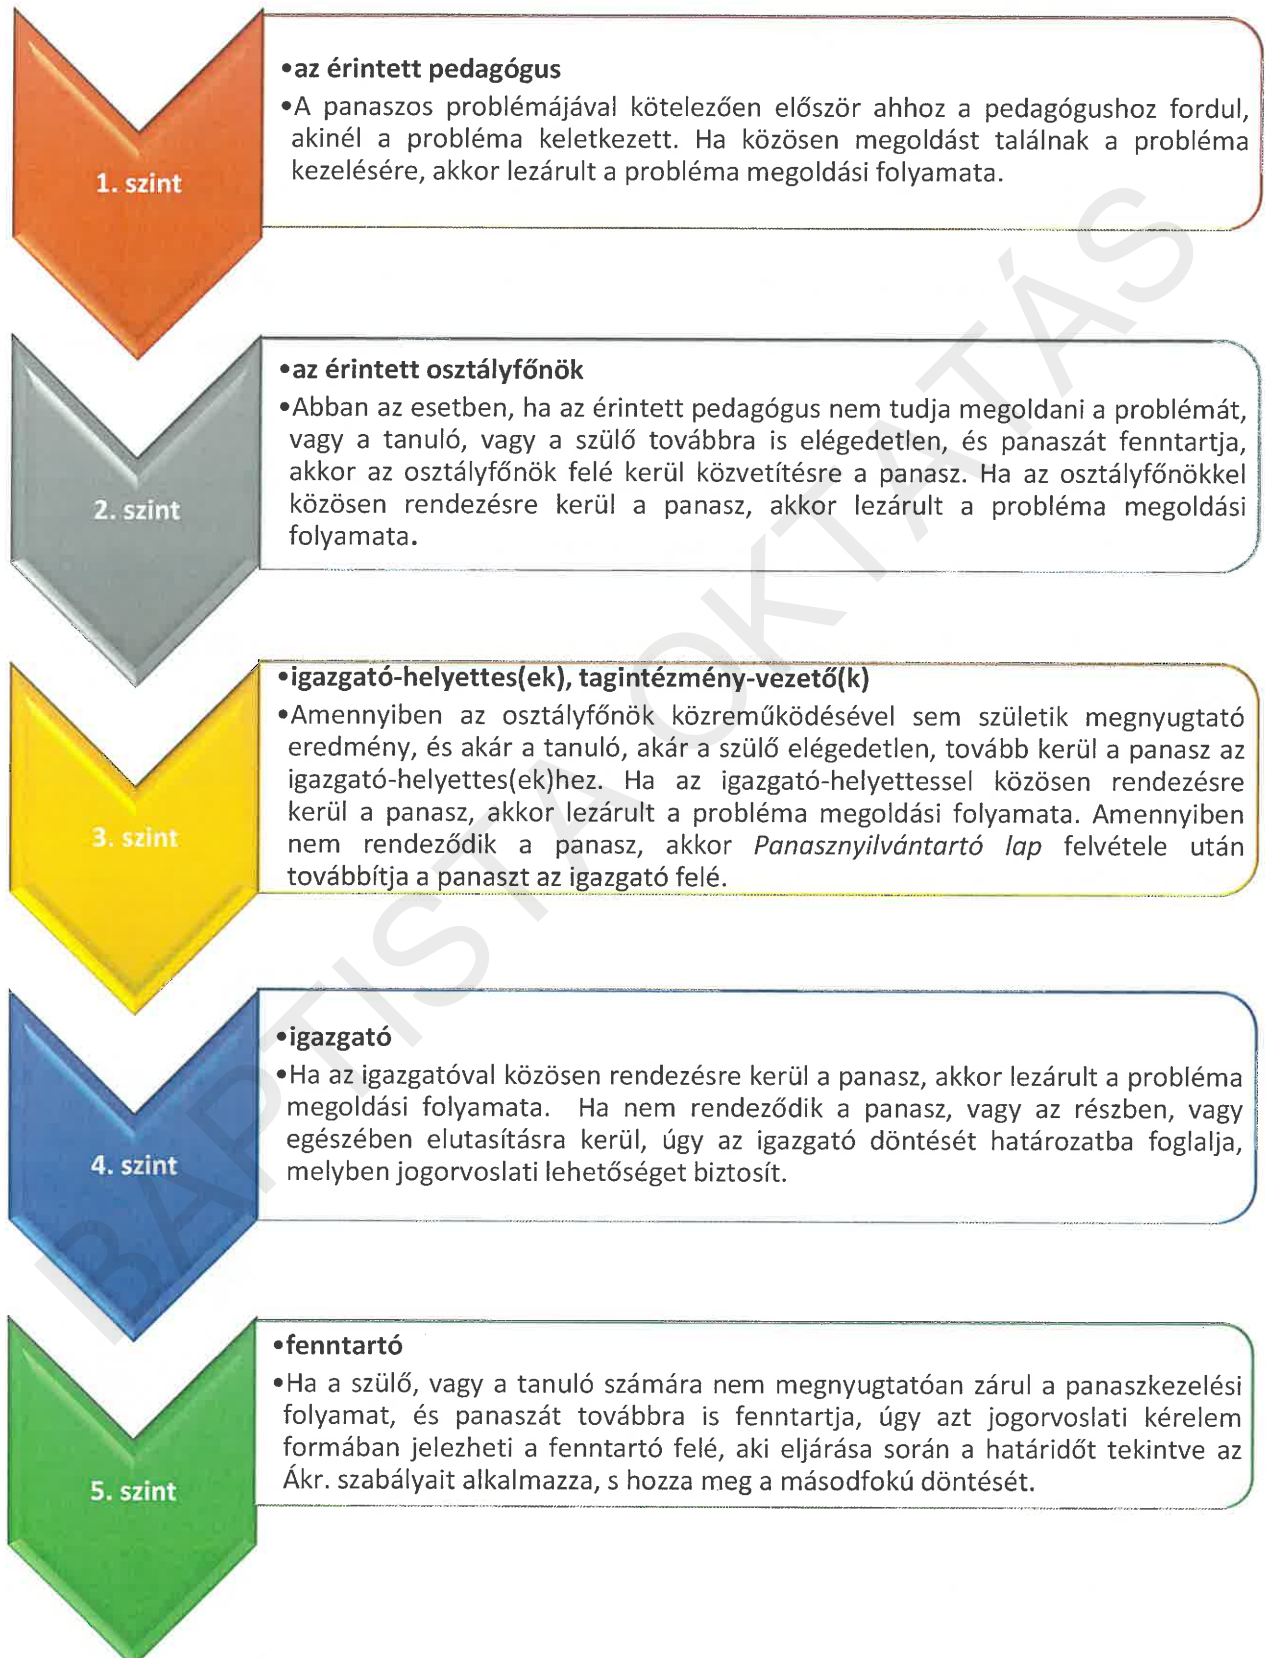 1. szint
•az érintett pedagógus
•A panaszos problémájával kötelezően először ahhoz a pedagógushoz fordul,
akinél a probléma keletkezett. Ha közösen megoldást találnak a probléma
kezelésére, akkor lezárult a probléma megoldási folyamata.
2. szint
•az érintett osztályfőnök
•Abban az esetben, ha az érintett pedagógus nem tudja megoldani a problémát,
vagy a tanuló, vagy a szülő továbbra is elégedetlen, és panaszát fenntartja,
akkor az osztályfőnök felé kerül közvetítésre a panasz. Ha az osztályfőnökkel
közösen rendezésre kerül a panasz, akkor lezárult a probléma megoldási
folyamata.
3. szint
•igazgató-helyettes(ek), tagintézmény-vezető(k)
•Amennyiben az osztályfőnök közreműködésével sem születik megnyugtató
eredmény, és akár a tanuló, akár a szülő elégedetlen, tovább kerül a panasz az
igazgató-helyettes(ek)hez. Ha az igazgató-helyettessel közösen rendezésre
kerül a panasz, akkor lezárult a probléma megoldási folyamata. Amennyiben
nem rendeződik a panasz, akkor Panasznyilvántartó lap felvétele után
továbbítja a panaszt az igazgató felé.
4. szint
•igazgató
•Ha az igazgatóval közösen rendezésre kerül a panasz, akkor lezárult a probléma
megoldási folyamata. Ha nem rendeződik a panasz, vagy az részben, vagy
egészében elutasításra kerül, úgy az igazgató döntését határozatba foglalja,
melyben jogorvoslati lehetőséget biztosít.
5. szint
•fenntartó
•Ha a szülő, vagy a tanuló számára nem megnyugtatóan zárul a panaszkezelési
folyamat, és panaszát továbbra is fenntartja, úgy azt jogorvoslati kérelem
formában jelezheti a fenntartó felé, aki eljárása során a határidőt tekintve az
Ákr. szabályait alkalmazza, s hozza meg a másodfokú döntését.
BAPTISTA OKTATÁS